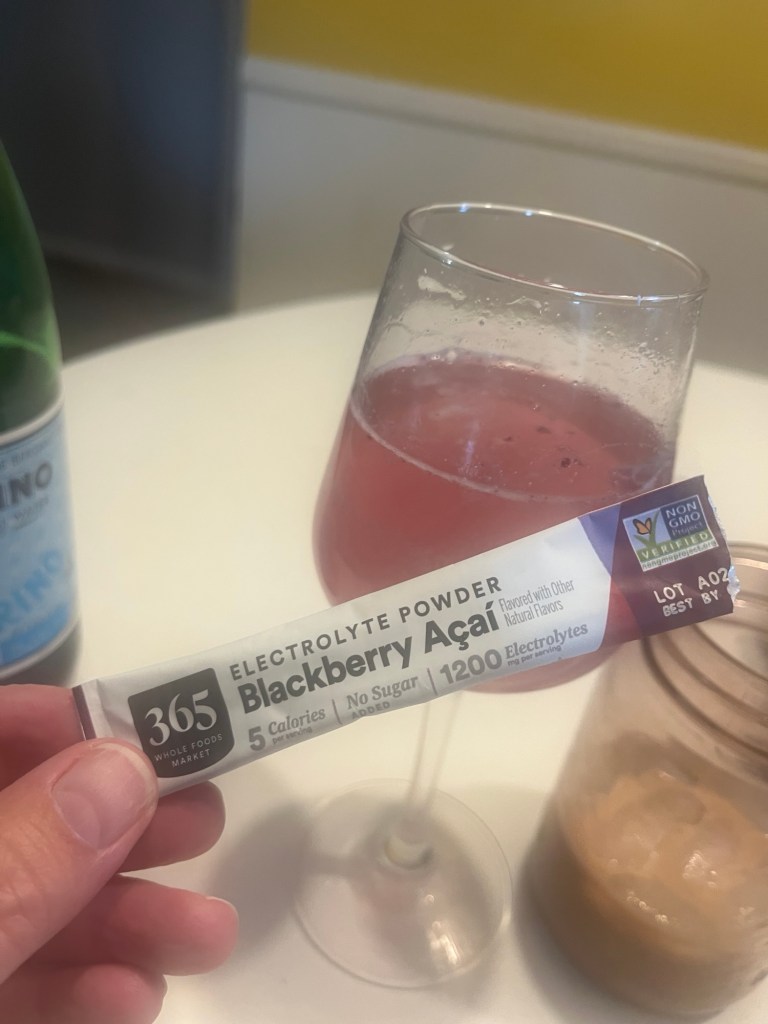 INO
RINO
365
WHOLE FOODS
MARKET
ELECTROLYTE POWDER
Blackberry Açaí
Flavored with Other
Natural Flavors
5 Calories
per serving
No Sugar
ADDED
1200 Electrolytes
mg per serving
NON
GMO
Project
VERIFIED
nongmoproject.org
LOT A02
BEST BY